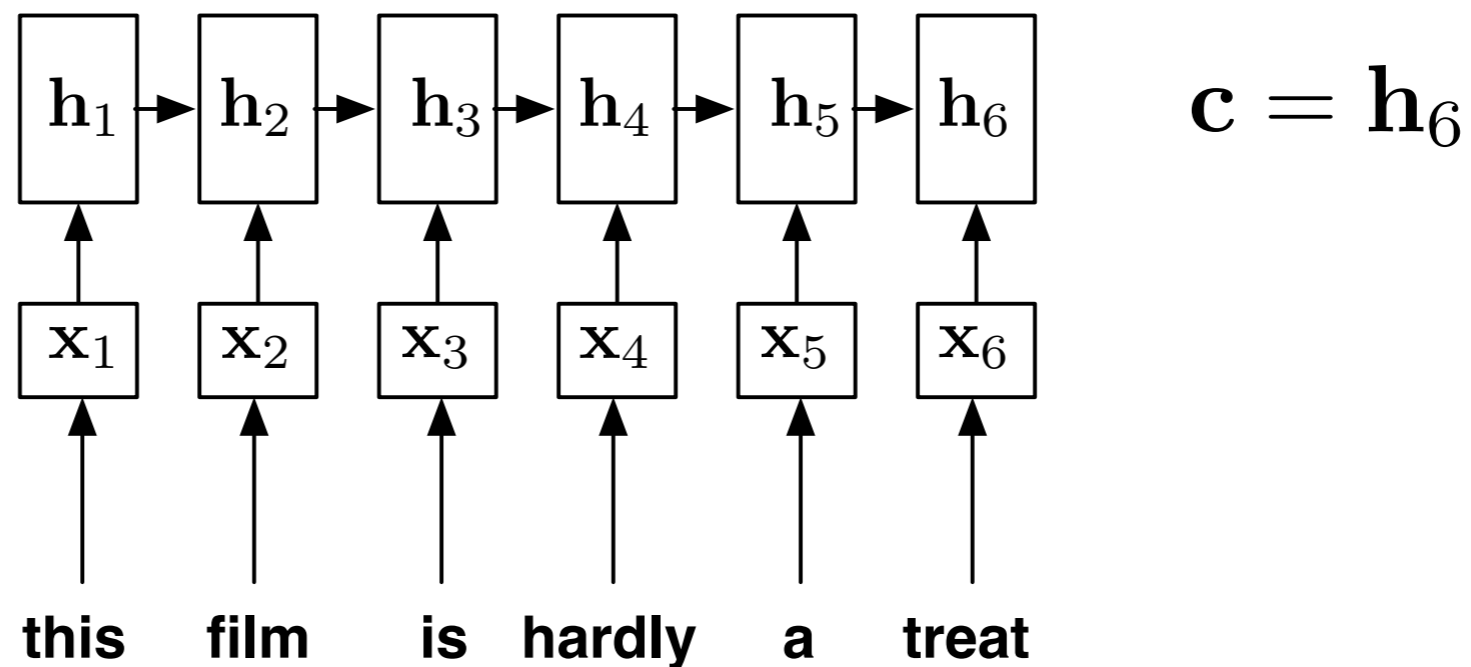 h₁ h₂ h₃ h₄ h₅ h₆ c = h₆
x₁ x₂ x₃ x₄ x₅ x₆
this film is hardly a treat